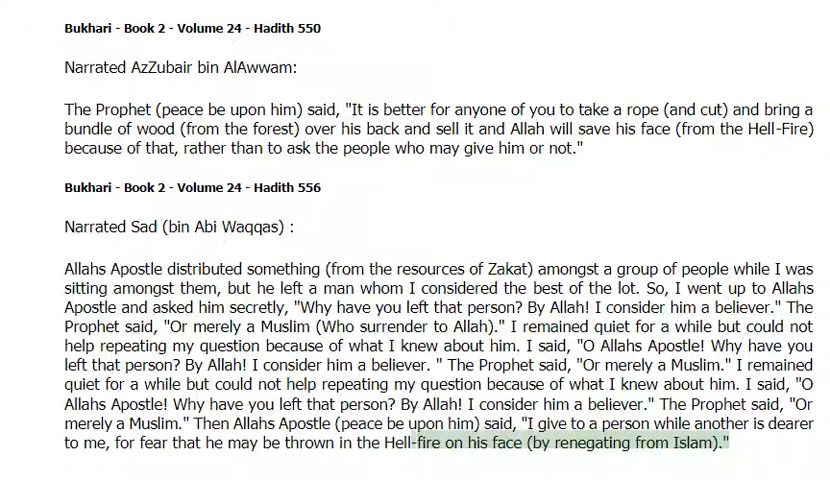 Bukhari - Book 2 - Volume 24 - Hadith 550
Narrated AzZubair bin AlAwwam:
The Prophet (peace be upon him) said, "It is better for anyone of you to take a rope (and cut) and bring a
bundle of wood (from the forest) over his back and sell it and Allah will save his face (from the Hell-Fire)
because of that, rather than to ask the people who may give him or not."
Bukhari - Book 2 - Volume 24 - Hadith 556
Narrated Sad (bin Abi Waqqas) :
Allahs Apostle distributed something (from the resources of Zakat) amongst a group of people while I was
sitting amongst them, but he left a man whom I considered the best of the lot. So, I went up to Allahs
Apostle and asked him secretly, "Why have you left that person? By Allah! I consider him a believer." The
Prophet said, "Or merely a Muslim (Who surrender to Allah)." I remained quiet for a while but could not
help repeating my question because of what I knew about him. I said, "O Allahs Apostle! Why have you
left that person? By Allah! I consider him a believer. " The Prophet said, "Or merely a Muslim." I remained
quiet for a while but could not help repeating my question because of what I knew about him. I said, "O
Allahs Apostle! Why have you left that person? By Allah! I consider him a believer." The Prophet said, "Or
merely a Muslim." Then Allahs Apostle (peace be upon him) said, "I give to a person while another is dearer
to me, for fear that he may be thrown in the Hell-fire on his face (by renegating from Islam)."